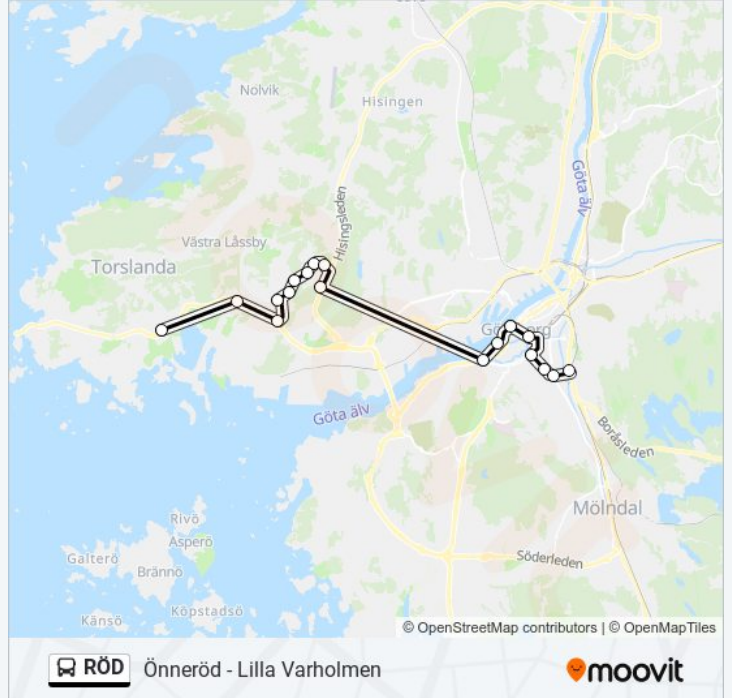 Nolvik
Hisingen
Göta älv
Hisingsleden
Västra Låssby
Torslanda
Göta älv
Boråsleden
Mölndal
Rivö
Asperö
Galterö
Brännö
Söderleden
Känsö
Köpstadsö
© OpenStreetMap contributors | © OpenMapTiles
RÖD Önneröd - Lilla Varholmen
moovit